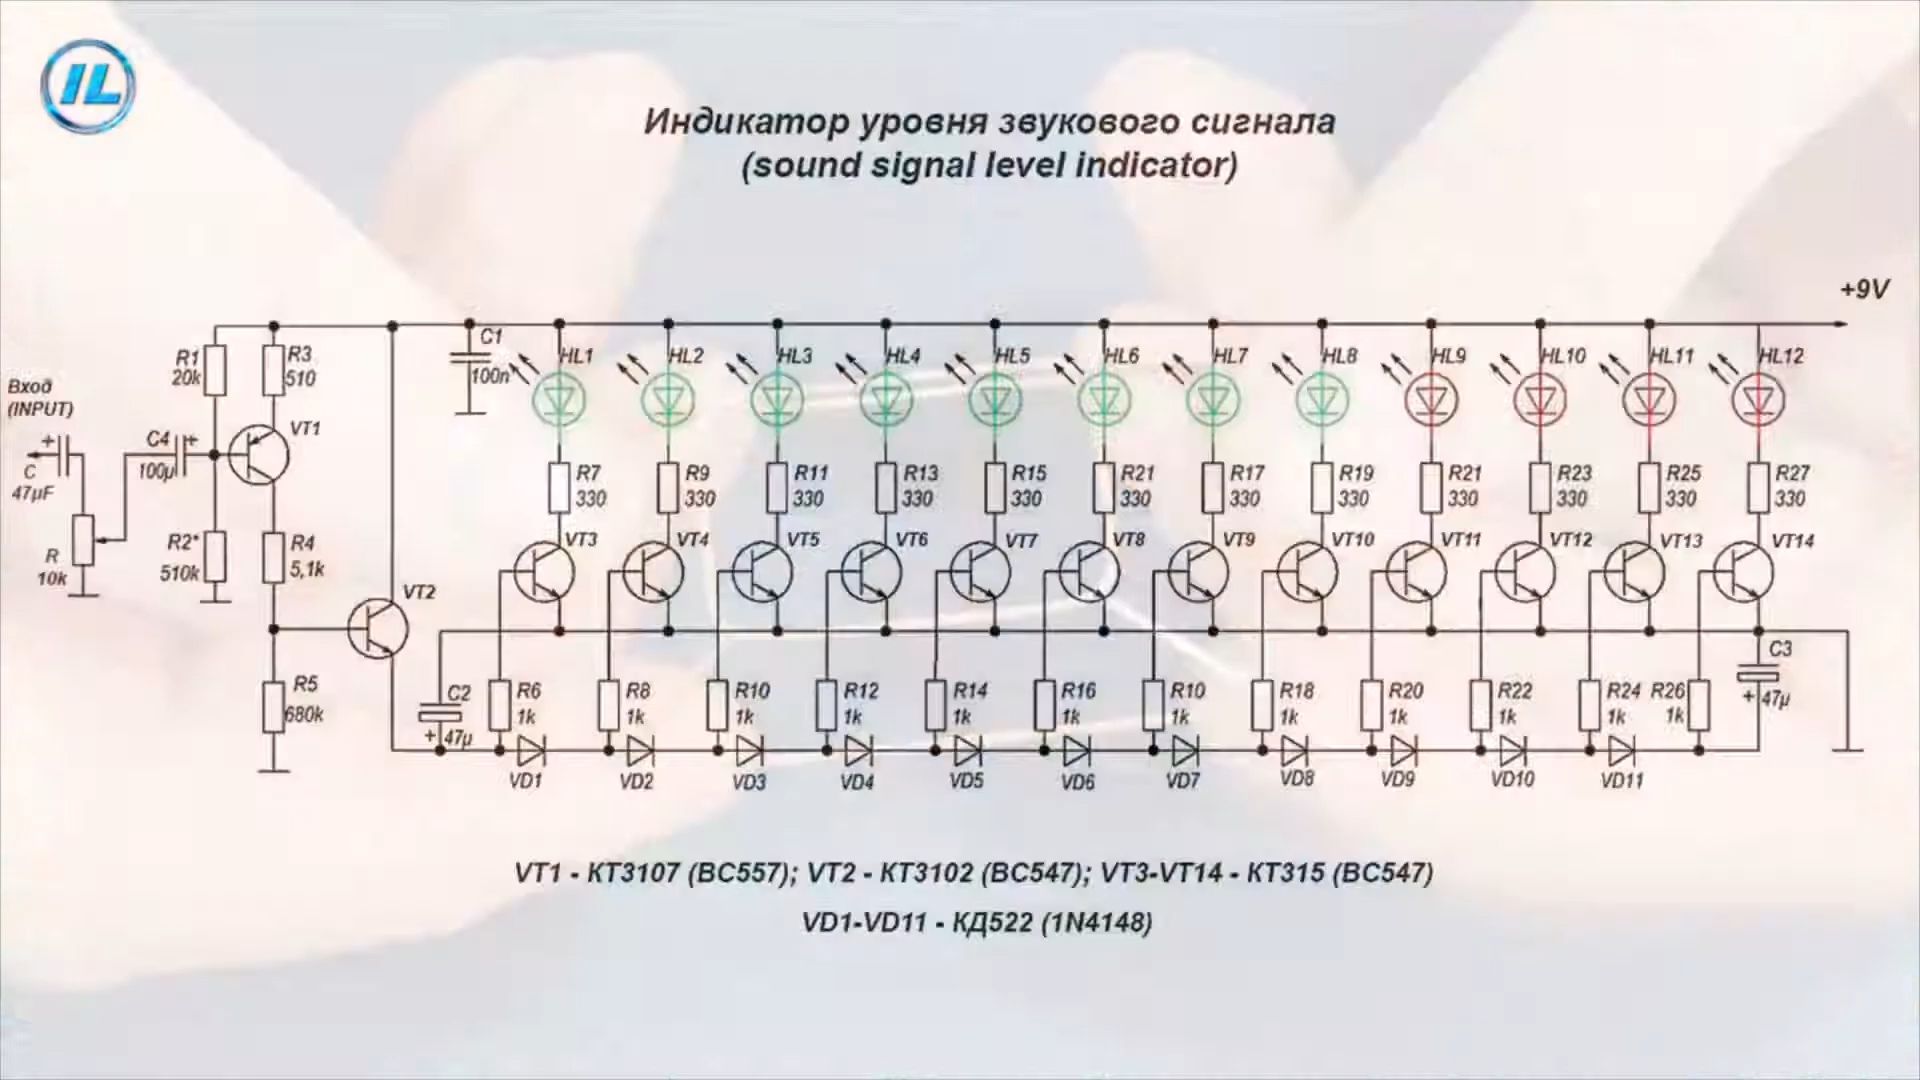 IL
Индикатор уровня звукового сигнала
(sound signal level indicator)
+9V
Вход
(INPUT)
+
C
47µF
R
10k
R1
20k
R3
510
VT1
C4
+
100µ
R2*
510k
R4
5,1k
R5
680k
VT2
C1
100n
HL1 HL2 HL3 HL4 HL5 HL6 HL7 HL8 HL9 HL10 HL11 HL12
R7 R9 R11 R13 R15 R21 R17 R19 R21 R23 R25 R27
330 330 330 330 330 330 330 330 330 330 330 330
VT3 VT4 VT5 VT6 VT7 VT8 VT9 VT10 VT11 VT12 VT13 VT14
C2
+ 47µ
C3
+ 47µ
R6 R8 R10 R12 R14 R16 R10 R18 R20 R22 R24 R26
1k 1k 1k 1k 1k 1k 1k 1k 1k 1k 1k 1k
VD1 VD2 VD3 VD4 VD5 VD6 VD7 VD8 VD9 VD10 VD11
VT1 - КТ3107 (BC557); VT2 - КТ3102 (BC547); VT3-VT14 - КТ315 (BC547)
VD1-VD11 - КД522 (1N4148)